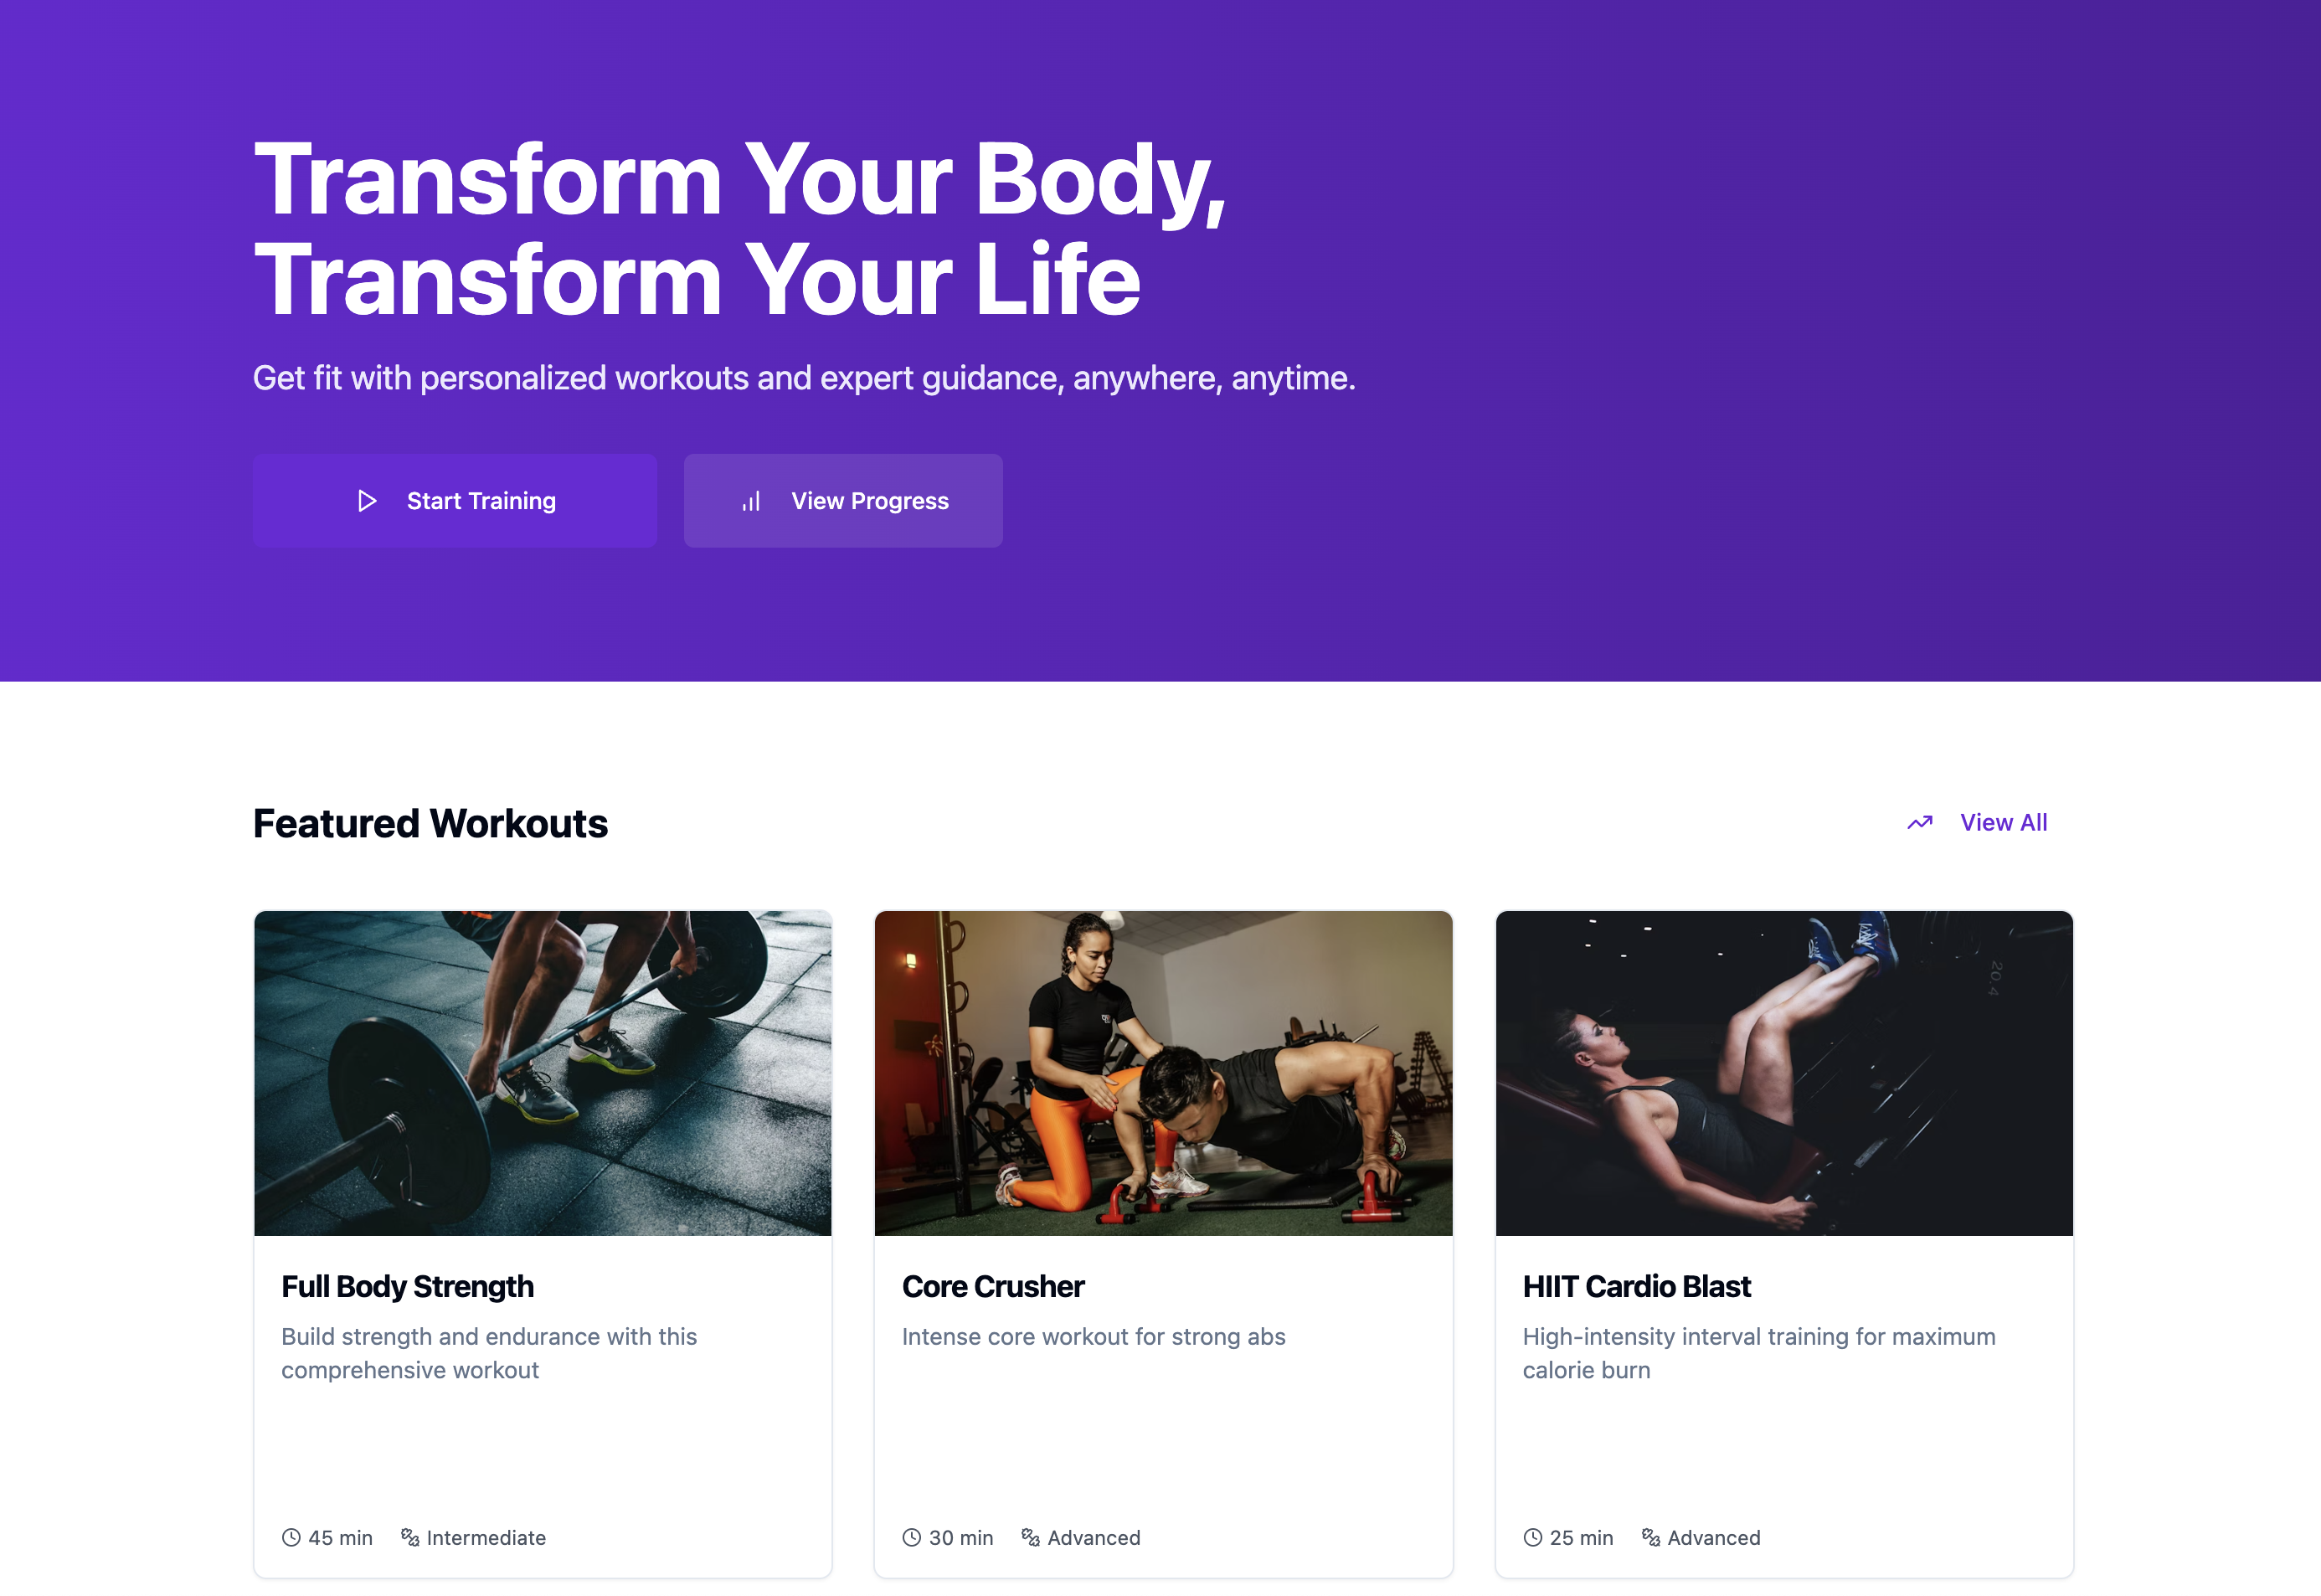 Transform Your Body,
Transform Your Life
Get fit with personalized workouts and expert guidance, anywhere, anytime.
Start Training
View Progress
Featured Workouts
View All
20.4
Full Body Strength
Build strength and endurance with this
comprehensive workout
45 min
Intermediate
Core Crusher
Intense core workout for strong abs
30 min
Advanced
HIIT Cardio Blast
High-intensity interval training for maximum
calorie burn
25 min
Advanced